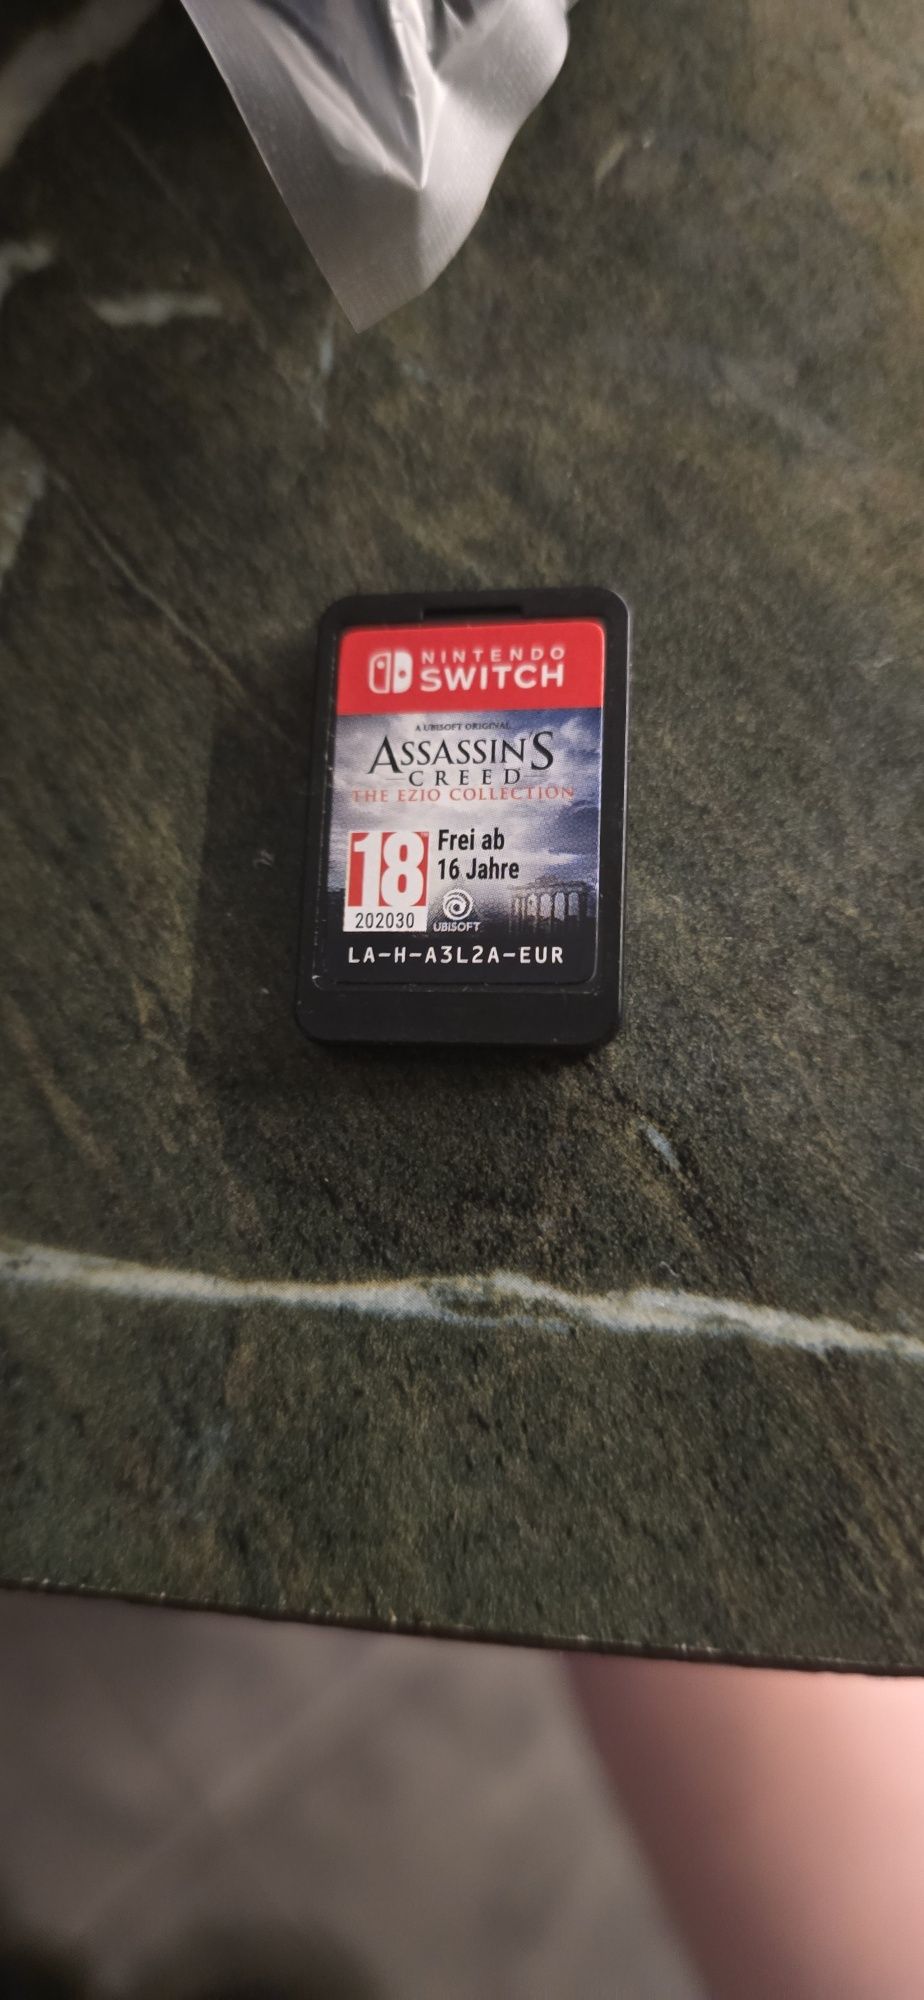 NINTENDO
SWITCH
A UBISOFT ORIGINAL
ASSASSIN'S
CREED
THE EZIO COLLECTION
18
Frei ab
16 Jahre
202030
UBISOFT
LA-H-A3L2A-EUR